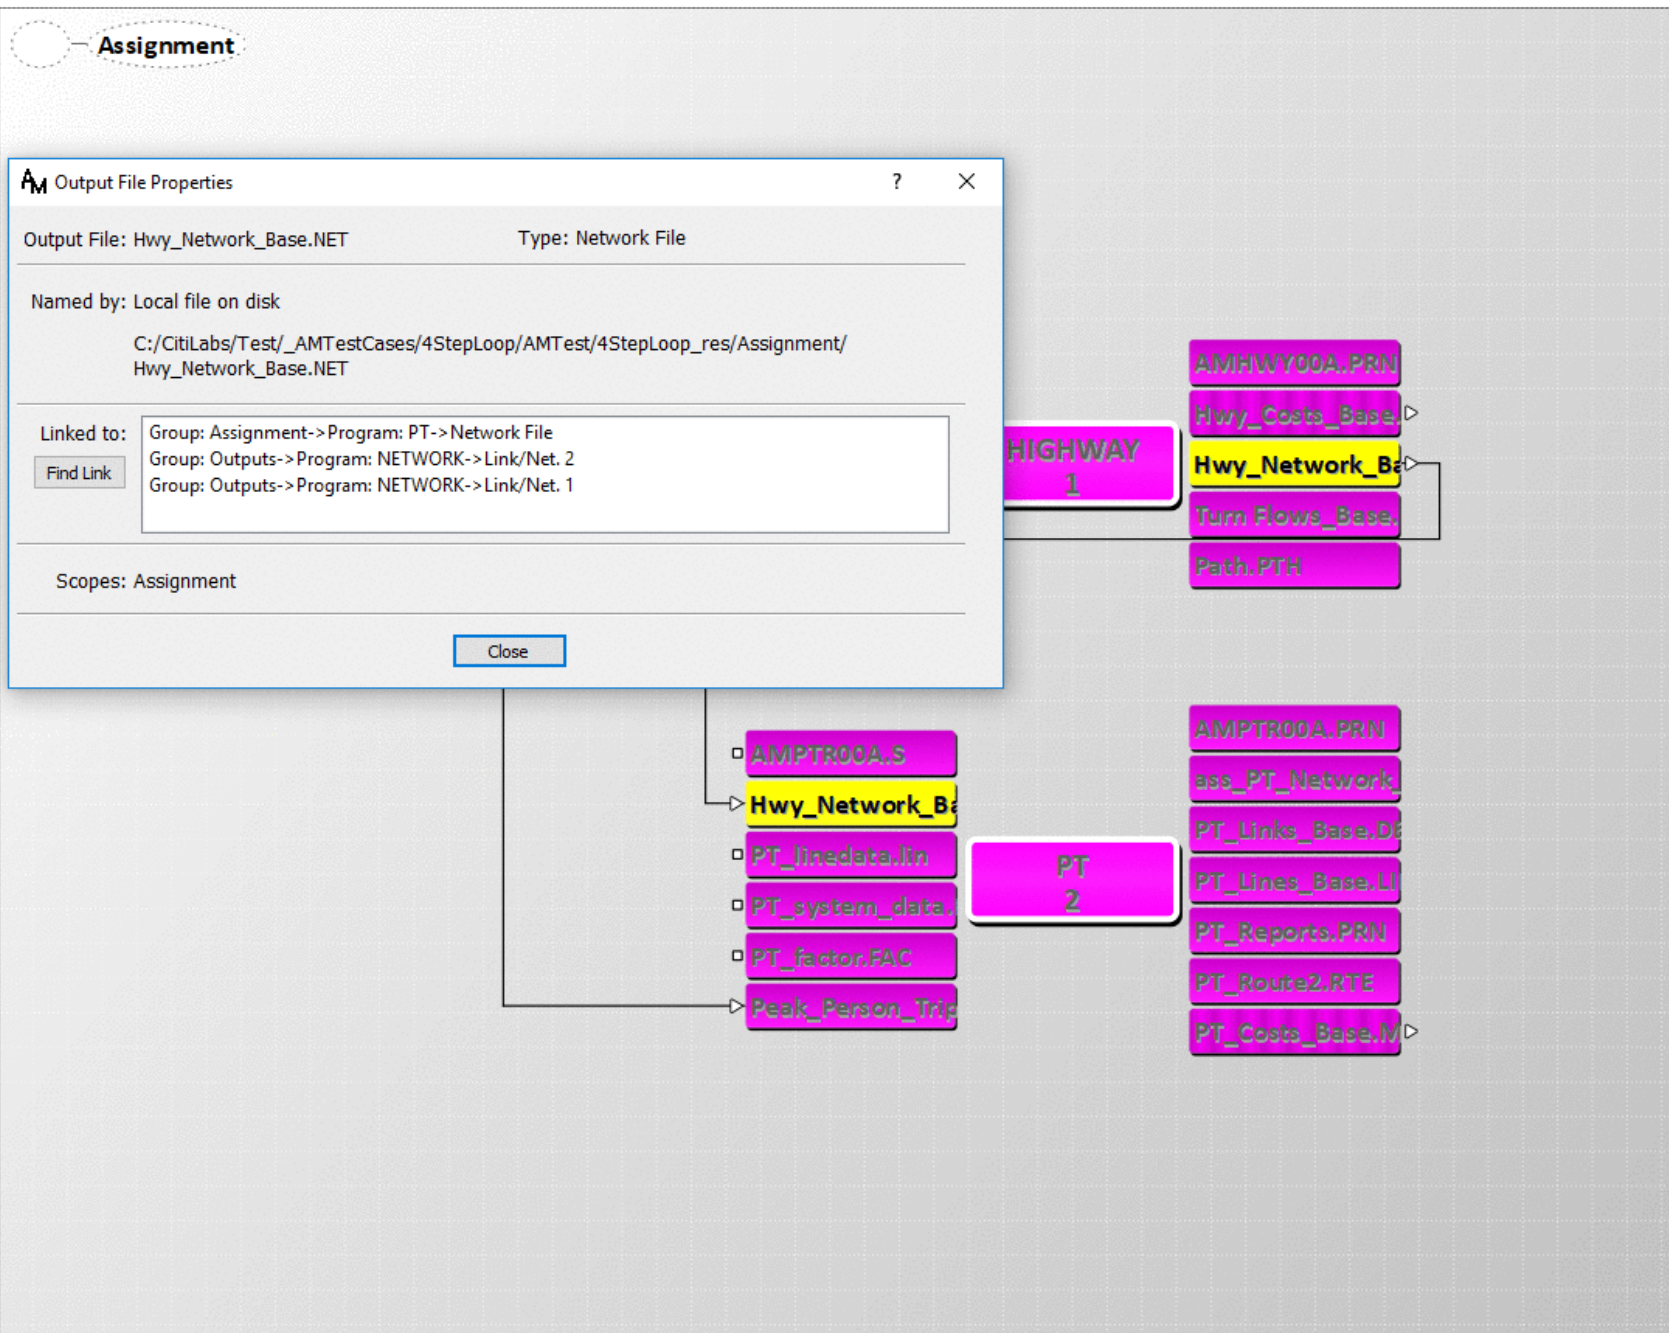 Assignment
AM Output File Properties
?
Output File: Hwy_Network_Base.NET
Type: Network File
Named by: Local file on disk
C:/CitiLabs/Test/_AMTestCases/4StepLoop/AMTest/4StepLoop_res/Assignment/
Hwy_Network_Base.NET
Linked to:
Find Link
Group: Assignment->Program: PT->Network File
Group: Outputs->Program: NETWORK->Link/Net. 2
Group: Outputs->Program: NETWORK->Link/Net. 1
Scopes: Assignment
Close
HIGHWAY
1
AMHWY00A.PRN
Hwy_Costs_Base.
Hwy_Network_Ba
Turn Flows_Base.
Path.PTH
AMPTR00A.S
Hwy_Network_Ba
PT_linedata.lin
PT_system_data.
PT_factor.FAC
Peak_Person_Trip
PT
2
AMPTR00A.PRN
ass_PT_Network_
PT_Links_Base.DB
PT_Lines_Base.LI
PT_Reports.PRN
PT_Route2.RTE
PT_Costs_Base.M